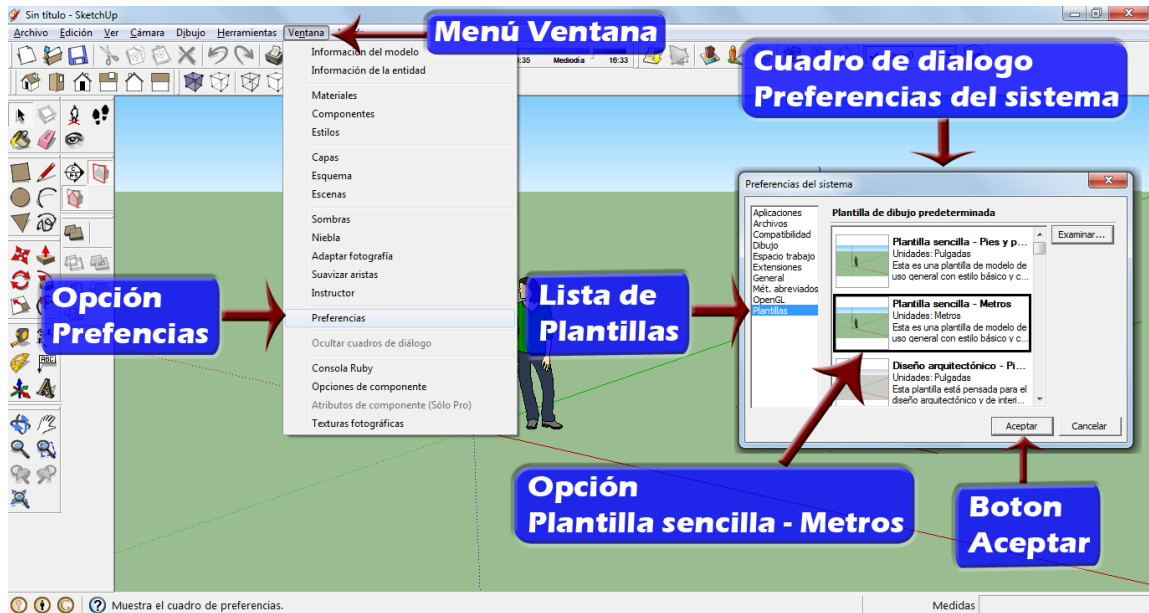 Sin título - SketchUp
Archivo Edición Ver Cámara Dibujo Herramientas Ventana
Menú Ventana
Información del modelo
Información de la entidad
Materiales
Componentes
Estilos
Capas
Esquema
Escenas
Sombras
Niebla
Adaptar fotografía
Suavizar aristas
Instructor
Preferencias
Ocultar cuadros de diálogo
Consola Ruby
Opciones de componente
Atributos de componente (Sólo Pro)
Texturas fotográficas
Mediodía 16:33
ABC
Opción
Prefencias
Cuadro de dialogo
Preferencias del sistema
Preferencias del sistema
Aplicaciones
Archivos
Compatibilidad
Dibujo
Espacio trabajo
Extensiones
General
Mét. abreviados
OpenGL
Plantillas
Plantilla de dibujo predeterminada
Examinar...
Plantilla sencilla - Pies y p...
Unidades: Pulgadas
Esta es una plantilla de modelo de
uso general con estilo básico y c...
Plantilla sencilla - Metros
Unidades: Metros
Esta es una plantilla de modelo de
uso general con estilo básico y c...
Diseño arquitectónico - Pi...
Unidades: Pulgadas
Esta plantilla está pensada para el
diseño arquitectónico y de interi...
Aceptar Cancelar
Lista de
Plantillas
Opción
Plantilla sencilla - Metros
Boton
Aceptar
Muestra el cuadro de preferencias.
Medidas